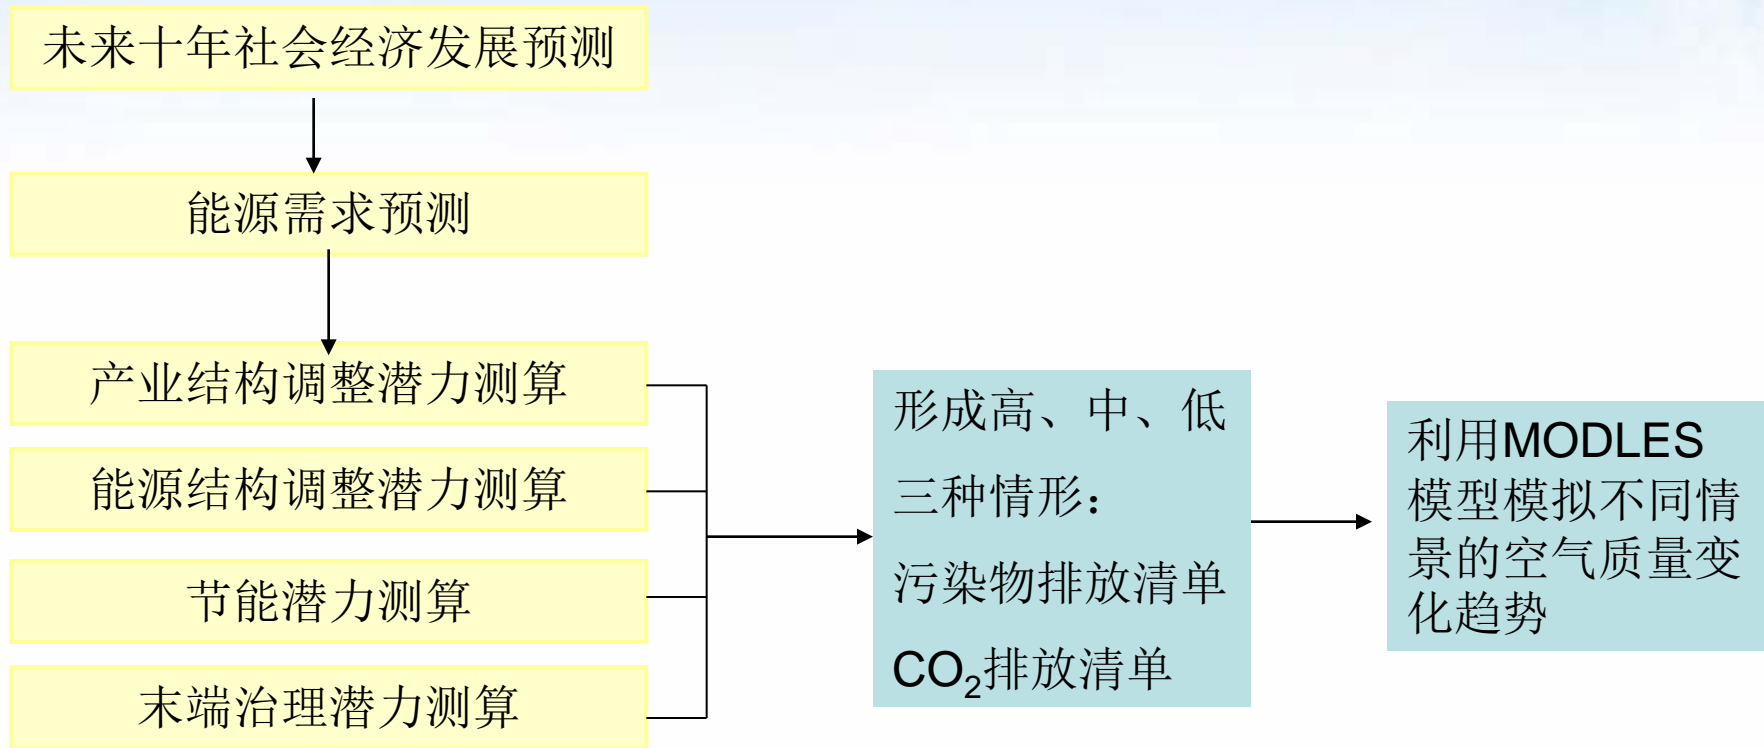 未来十年社会经济发展预测
能源需求预测
产业结构调整潜力测算
能源结构调整潜力测算
节能潜力测算
末端治理潜力测算
形成高、中、低
三种情形：
污染物排放清单
CO₂排放清单
利用MODLES
模型模拟不同情
景的空气质量变
化趋势